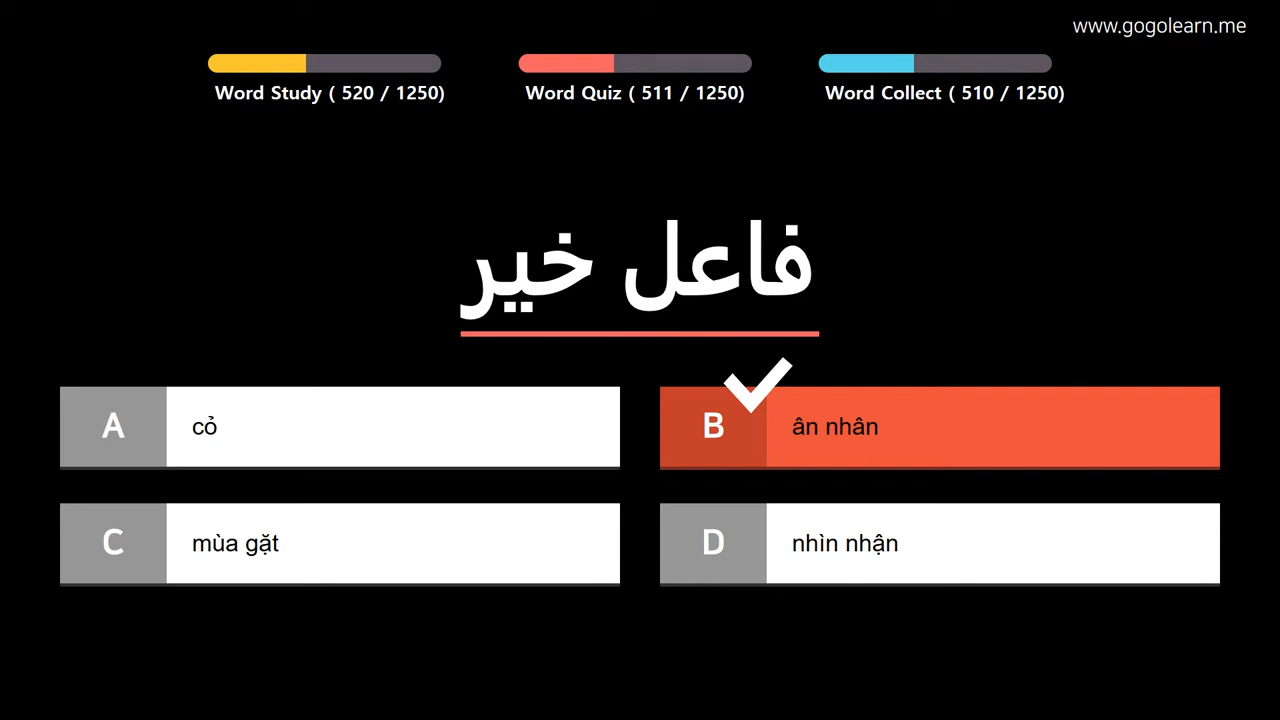 www.gogolearn.me
Word Study ( 520 / 1250)
Word Quiz ( 511 / 1250)
Word Collect ( 510 / 1250)
فاعل خير
A
cỏ
B
ân nhân
C
mùa gặt
D
nhìn nhận